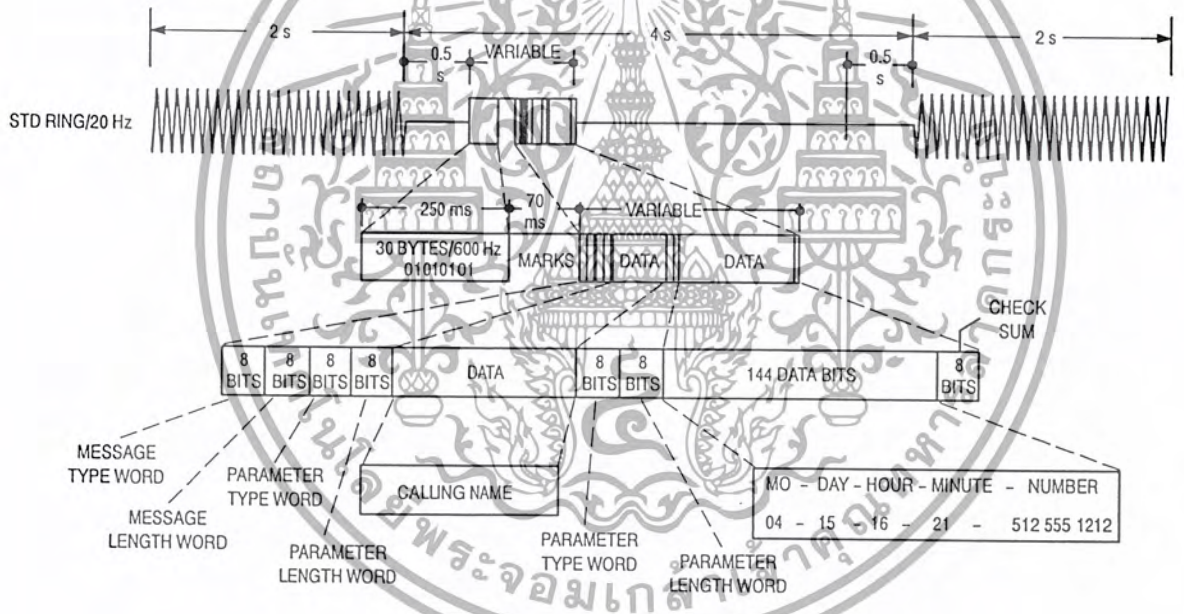 2 s
4 s
2 s
0.5 s
VARIABLE
0.5 s
STD RING/20 Hz
250 ms
70 ms
VARIABLE
30 BYTES/600 Hz
01010101
MARKS
DATA
DATA
CHECK SUM
8 BITS
8 BITS
8 BITS
8 BITS
DATA
8 BITS
8 BITS
144 DATA BITS
8 BITS
MESSAGE TYPE WORD
MESSAGE LENGTH WORD
PARAMETER TYPE WORD
PARAMETER LENGTH WORD
CALLING NAME
PARAMETER TYPE WORD
PARAMETER LENGTH WORD
MO - DAY - HOUR - MINUTE - NUMBER
04 - 15 - 16 - 21 - 512 555 1212